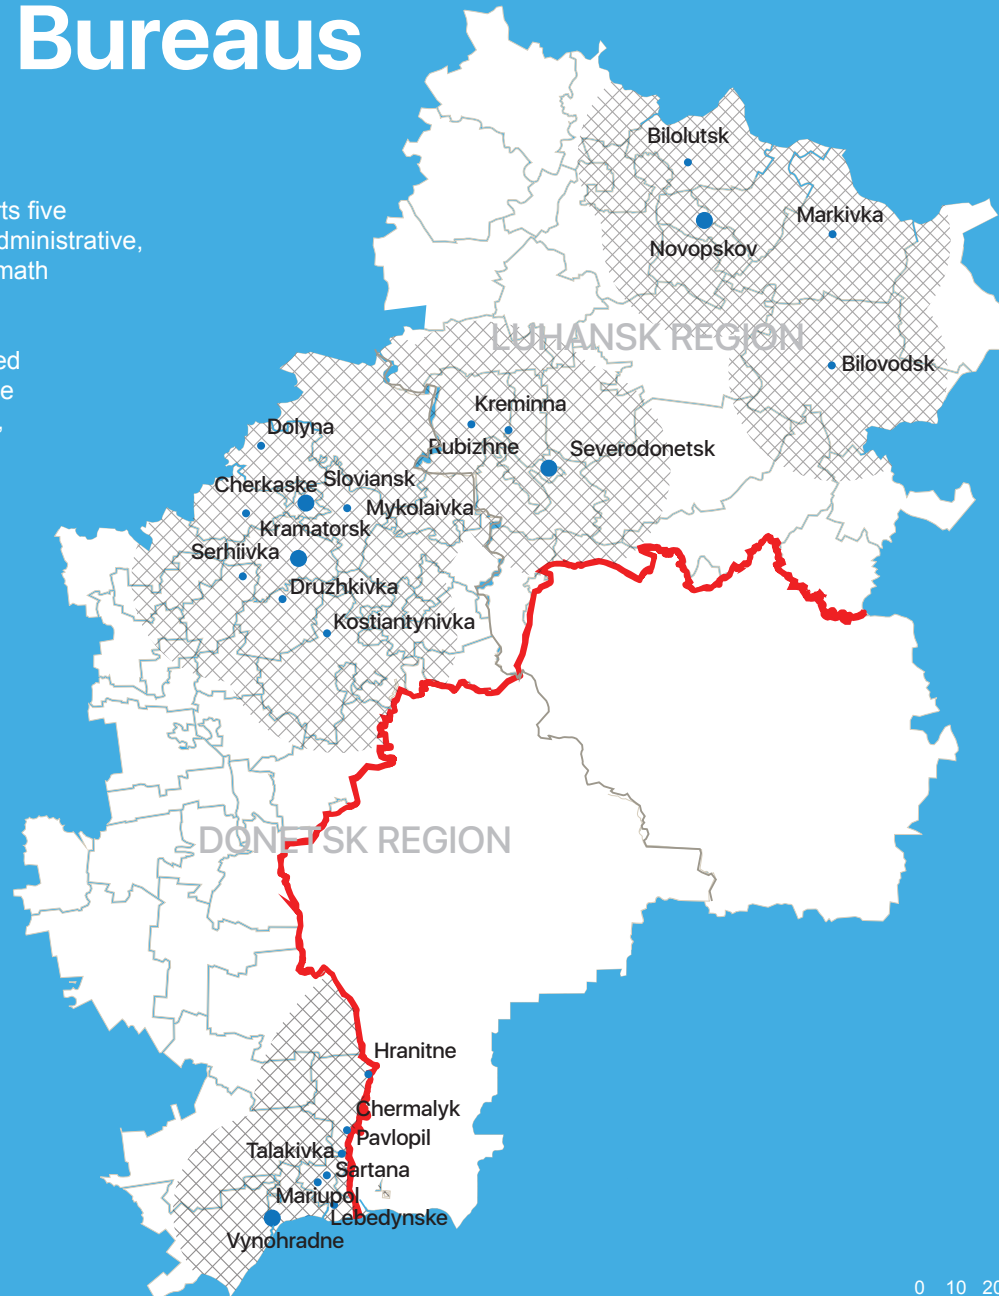 Bureaus
ts five
dministrative,
math
ed
e
,
Bilolutsk
Markivka
Novopskov
LUHANSK REGION
Bilovodsk
Kreminna
Dolyna
Rubizhne
Severodonetsk
Cherkaske
Sloviansk
Mykolaivka
Kramatorsk
Serhiivka
Druzhkivka
Kostiantynivka
DONETSK REGION
Hranitne
Chermalyk
Pavlopil
Talakivka
Sartana
Mariupol
Lebedynske
Vynohradne
0 10 20